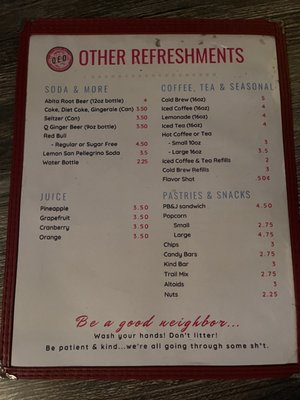 OEO
OTHER REFRESHMENTS
SODA & MORE
Abita Root Beer (12oz bottle) 4
Coke, Diet Coke, Gingerale (Can) 3.50
Seltzer (Can) 3.50
Q Ginger Beer (9oz bottle) 3.50
Red Bull
- Regular or Sugar Free 4.50
Lemon San Pellegrino Soda 3.5
Water Bottle 2.25
JUICE
Pineapple 3.50
Grapefruit 3.50
Cranberry 3.50
Orange 3.50
COFFEE, TEA & SEASONAL
Cold Brew (16oz) 5
Iced Coffee (16oz) 4
Lemonade (16oz) 4
Iced Tea (16oz) 4
Hot Coffee or Tea
- Small 10oz 3
- Large 16oz 3.5
Iced Coffee & Tea Refills 2
Cold Brew Refills 3
Flavor Shot .50¢
PASTRIES & SNACKS
PB&J sandwich 4.50
Popcorn
Small 2.75
Large 4.75
Chips 3
Candy Bars 2.75
Kind Bar 3
Trail Mix 2.75
Altoids 3
Nuts 2.25
Be a good neighbor...
Wash your hands! Don't litter!
Be patient & kind...we're all going through some sh*t.